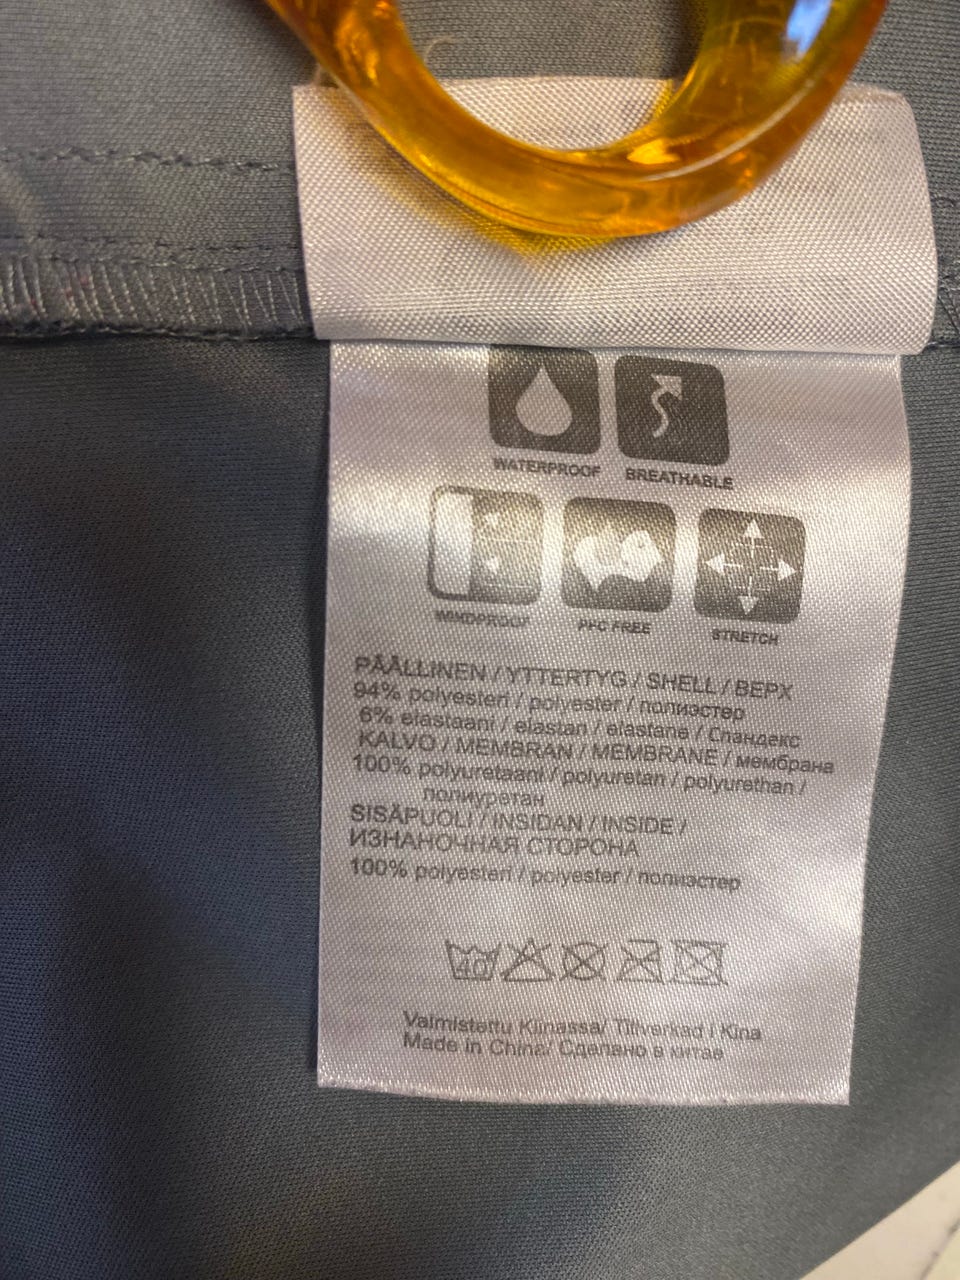 WATERPROOF BREATHABLE
WINDPROOF PFC FREE STRETCH
PÄÄLLINEN / YTTERTYG / SHELL / ВЕРХ
94% polyesteri / polyester / полиэстер
6% elastaani / elastan / elastane / Спандекс
KALVO / MEMBRAN / MEMBRANE / мембрана
100% polyuretaani / polyuretan / polyurethan /
полиуретан
SISÄPUOLI / INSIDAN / INSIDE /
ИЗНАНОЧНАЯ СТОРОНА
100% polyesteri / polyester / полиэстер
40
Valmistettu Kiinassa/ Tillverkad i Kina
Made in China/ Сделано в китае